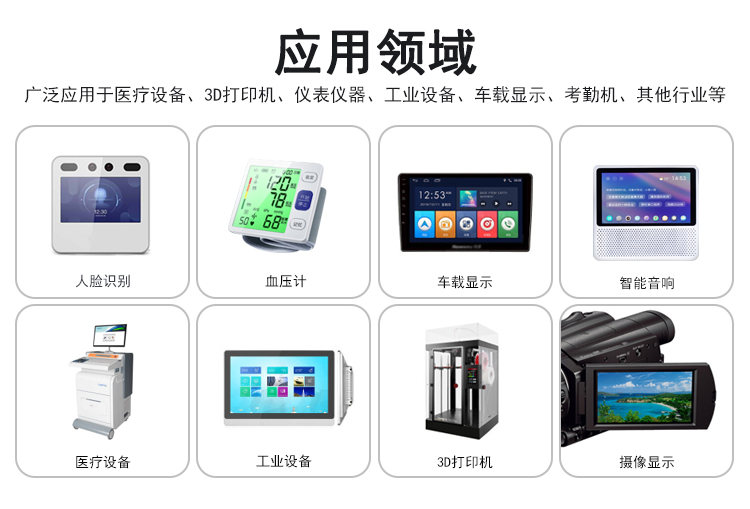 应用领域
广泛应用于医疗设备、3D打印机、仪表仪器、工业设备、车载显示、考勤机、其他行业等
12:30
120
78
68
12:53
14:53
人脸识别
血压计
车载显示
智能音响
医疗设备
工业设备
3D打印机
摄像显示